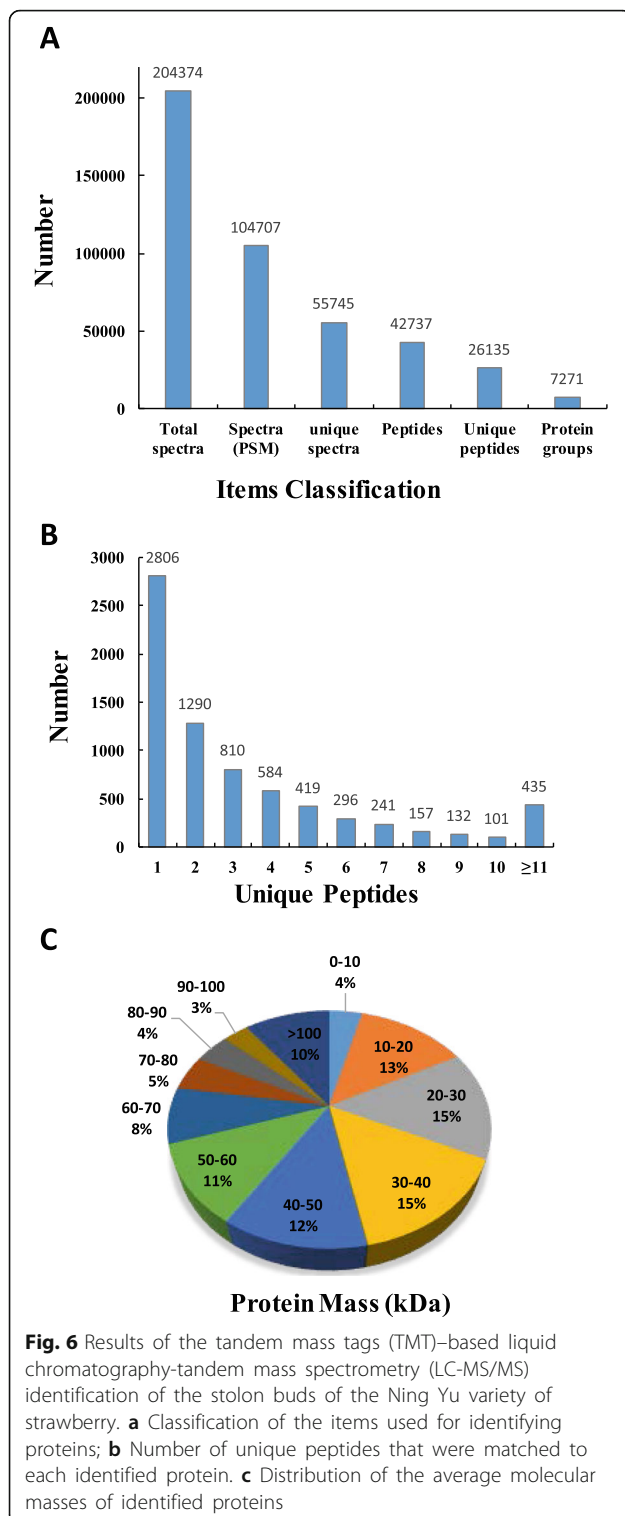 A
204374
200000
150000
104707
100000
55745
50000
42737
26135
7271
0
Number
Total spectra
Spectra (PSM)
unique spectra
Peptides
Unique peptides
Protein groups
Items Classification
B
3000
2806
2500
2000
1500
1290
1000
810
584
500
419
296
241
157
132
101
435
0
Number
1 2 3 4 5 6 7 8 9 10 ≥11
Unique Peptides
C
0-10
4%
10-20
13%
20-30
15%
30-40
15%
40-50
12%
50-60
11%
60-70
8%
70-80
5%
80-90
4%
90-100
3%
>100
10%
Protein Mass (kDa)
Fig. 6 Results of the tandem mass tags (TMT)–based liquid
chromatography-tandem mass spectrometry (LC-MS/MS)
identification of the stolon buds of the Ning Yu variety of
strawberry. a Classification of the items used for identifying
proteins; b Number of unique peptides that were matched to
each identified protein. c Distribution of the average molecular
masses of identified proteins